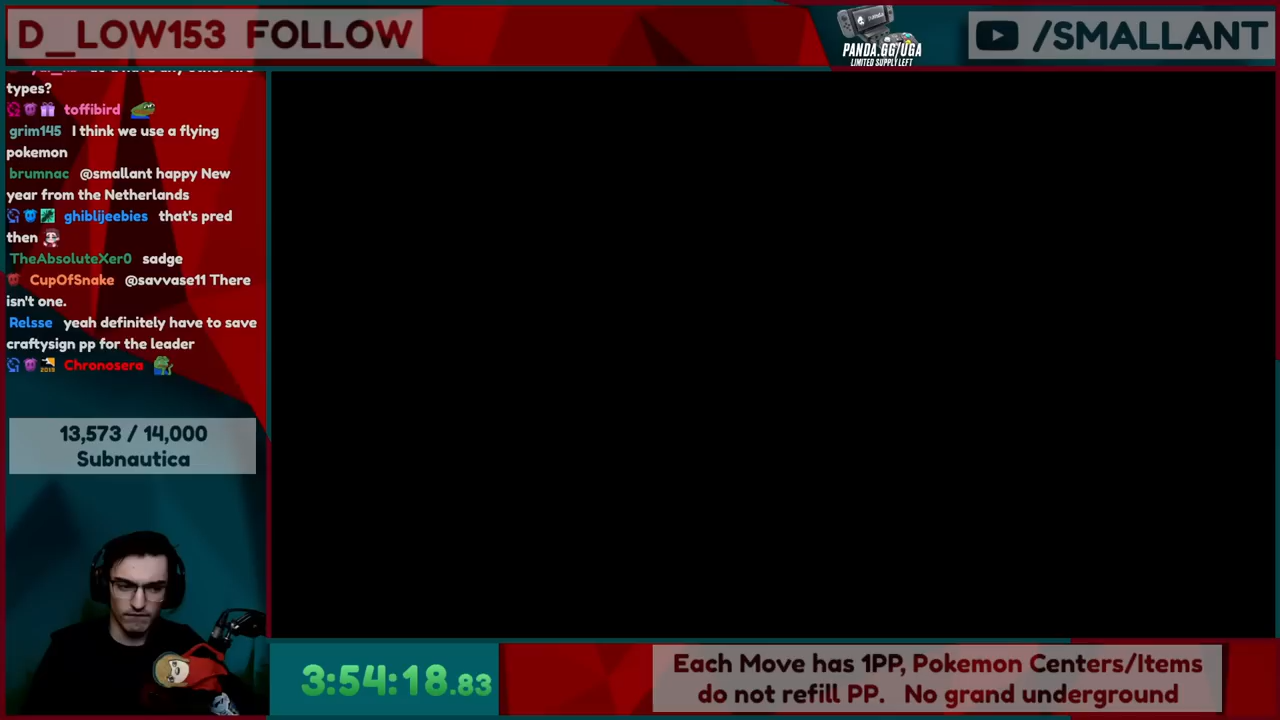 D__LOW153 FOLLOW
PANDA.GG/UGA
LIMITED SUPPLY LEFT
/SMALLANT
types?
toffibird
grim145 I think we use a flying
pokemon
brumnac @smallant happy New
year from the Netherlands
ghiblijeebies that's pred
then
TheAbsoluteXer0 sadge
CupOfSnake @savvase11 There
isn't one.
Relsse yeah definitely have to save
craftysign pp for the leader
Chronosera
13,573 / 14,000
Subnautica
3:54:18.83
Each Move has 1PP, Pokemon Centers/Items
do not refill PP. No grand underground